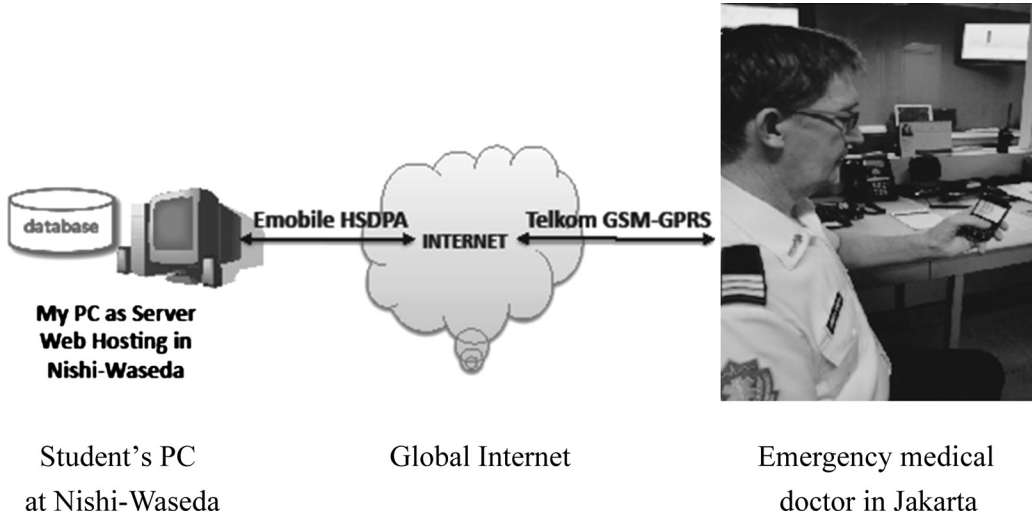 database
Emobile HSDPA
INTERNET
Telkom GSM-GPRS
My PC as Server
Web Hosting in
Nishi-Waseda
Student’s PC
at Nishi-Waseda
Global Internet
Emergency medical
doctor in Jakarta